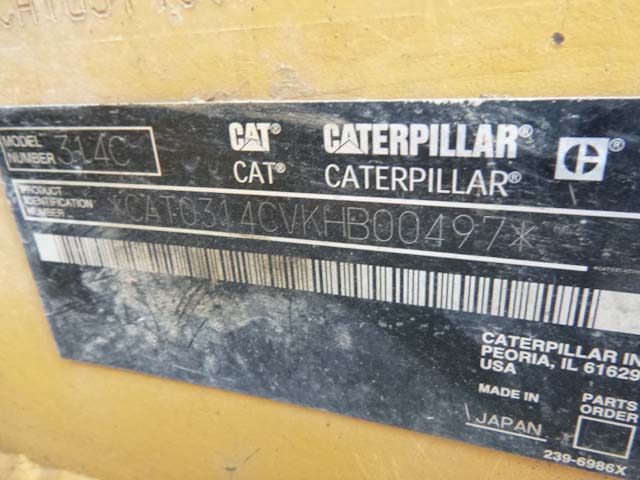 MODEL NUMBER 314C
CAT® CATERPILLAR®
CAT® CATERPILLAR®
PRODUCT IDENTIFICATION NUMBER *CAT0314CVKHB00497*
CATERPILLAR IN
PEORIA, IL 61629
USA
MADE IN JAPAN
PARTS ORDER
239-6986X